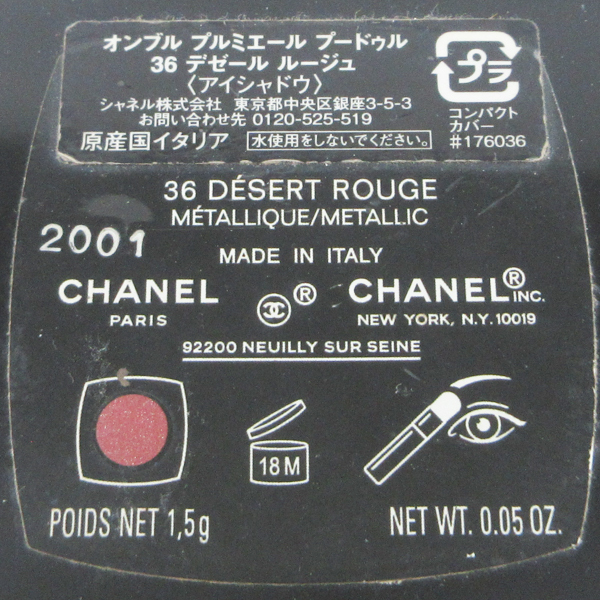 オンブル プルミエール プードゥル
36 デゼール ルージュ
〈アイシャドウ〉
シャネル株式会社 東京都中央区銀座3-5-3
お問い合わせ先 0120-525-519
原産国イタリア 水使用をしないでください。
プラ
コンパクト
カバー
#176036
36 DÉSERT ROUGE
MÉTALLIQUE/METALLIC
2001
MADE IN ITALY
CHANEL ® CHANEL® INC.
PARIS NEW YORK, N.Y. 10019
92200 NEUILLY SUR SEINE
18 M
POIDS NET 1,5g NET WT. 0.05 OZ.